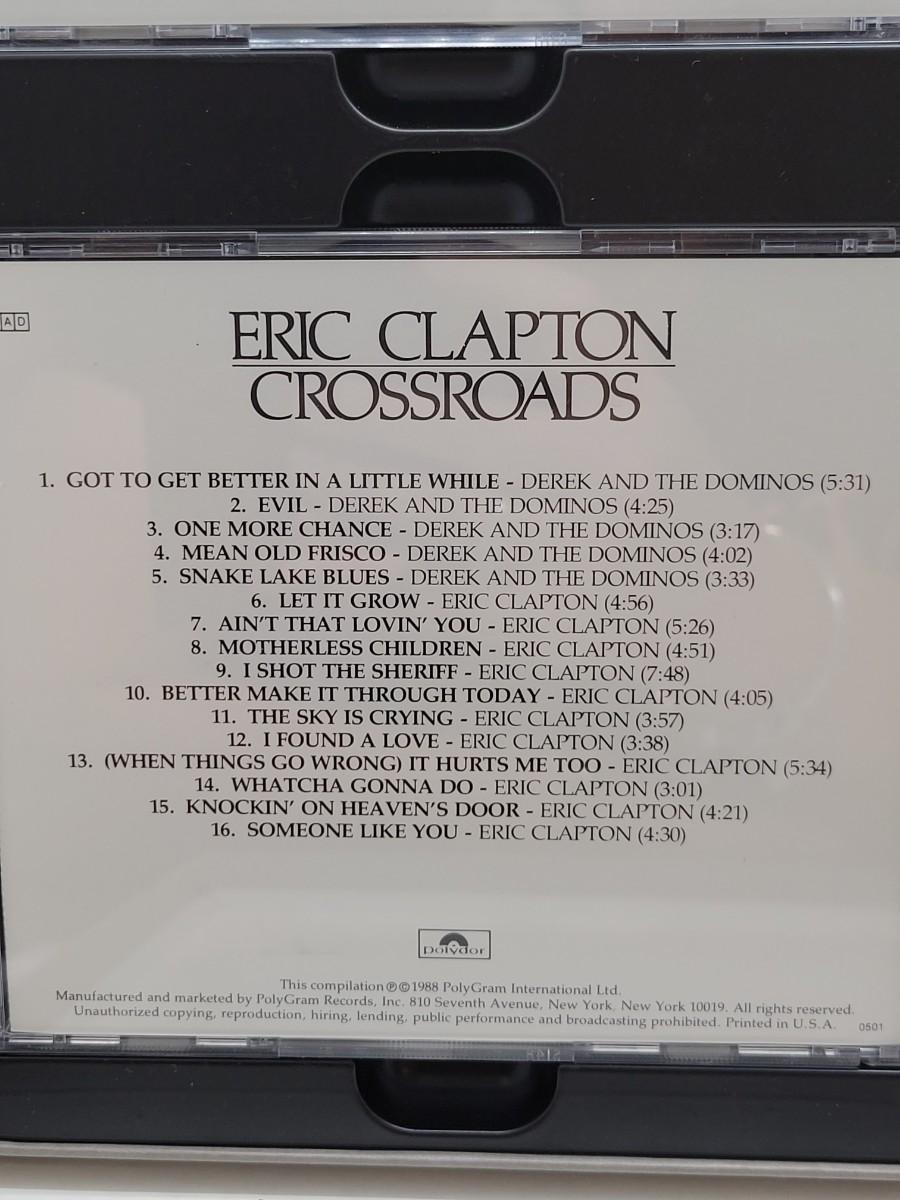 AD
ERIC CLAPTON
CROSSROADS
1. GOT TO GET BETTER IN A LITTLE WHILE - DEREK AND THE DOMINOS (5:31)
2. EVIL - DEREK AND THE DOMINOS (4:25)
3. ONE MORE CHANCE - DEREK AND THE DOMINOS (3:17)
4. MEAN OLD FRISCO - DEREK AND THE DOMINOS (4:02)
5. SNAKE LAKE BLUES - DEREK AND THE DOMINOS (3:33)
6. LET IT GROW - ERIC CLAPTON (4:56)
7. AIN'T THAT LOVIN' YOU - ERIC CLAPTON (5:26)
8. MOTHERLESS CHILDREN - ERIC CLAPTON (4:51)
9. I SHOT THE SHERIFF - ERIC CLAPTON (7:48)
10. BETTER MAKE IT THROUGH TODAY - ERIC CLAPTON (4:05)
11. THE SKY IS CRYING - ERIC CLAPTON (3:57)
12. I FOUND A LOVE - ERIC CLAPTON (3:38)
13. (WHEN THINGS GO WRONG) IT HURTS ME TOO - ERIC CLAPTON (5:34)
14. WHATCHA GONNA DO - ERIC CLAPTON (3:01)
15. KNOCKIN' ON HEAVEN'S DOOR - ERIC CLAPTON (4:21)
16. SOMEONE LIKE YOU - ERIC CLAPTON (4:30)
polydor
This compilation ℗©1988 PolyGram International Ltd.
Manufactured and marketed by PolyGram Records, Inc. 810 Seventh Avenue, New York, New York 10019. All rights reserved.
Unauthorized copying, reproduction, hiring, lending, public performance and broadcasting prohibited. Printed in U.S.A. 0501